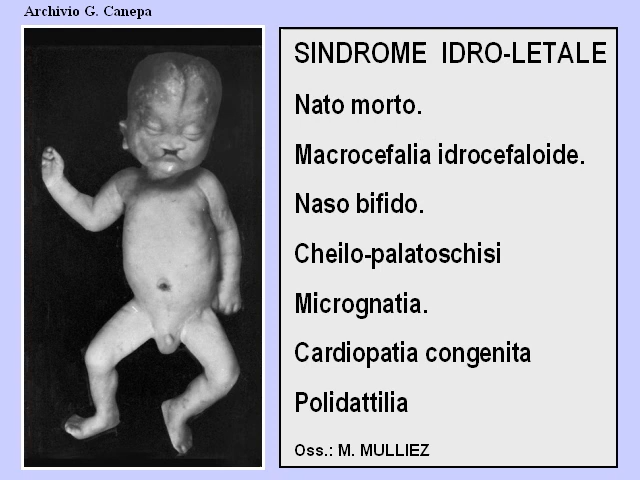 Archivio G. Canepa
SINDROME IDRO-LETALE
Nato morto.
Macrocefalia idrocefaloide.
Naso bifido.
Cheilo-palatoschisi
Micrognatia.
Cardiopatia congenita
Polidattilia
Oss.: M. MULLIEZ